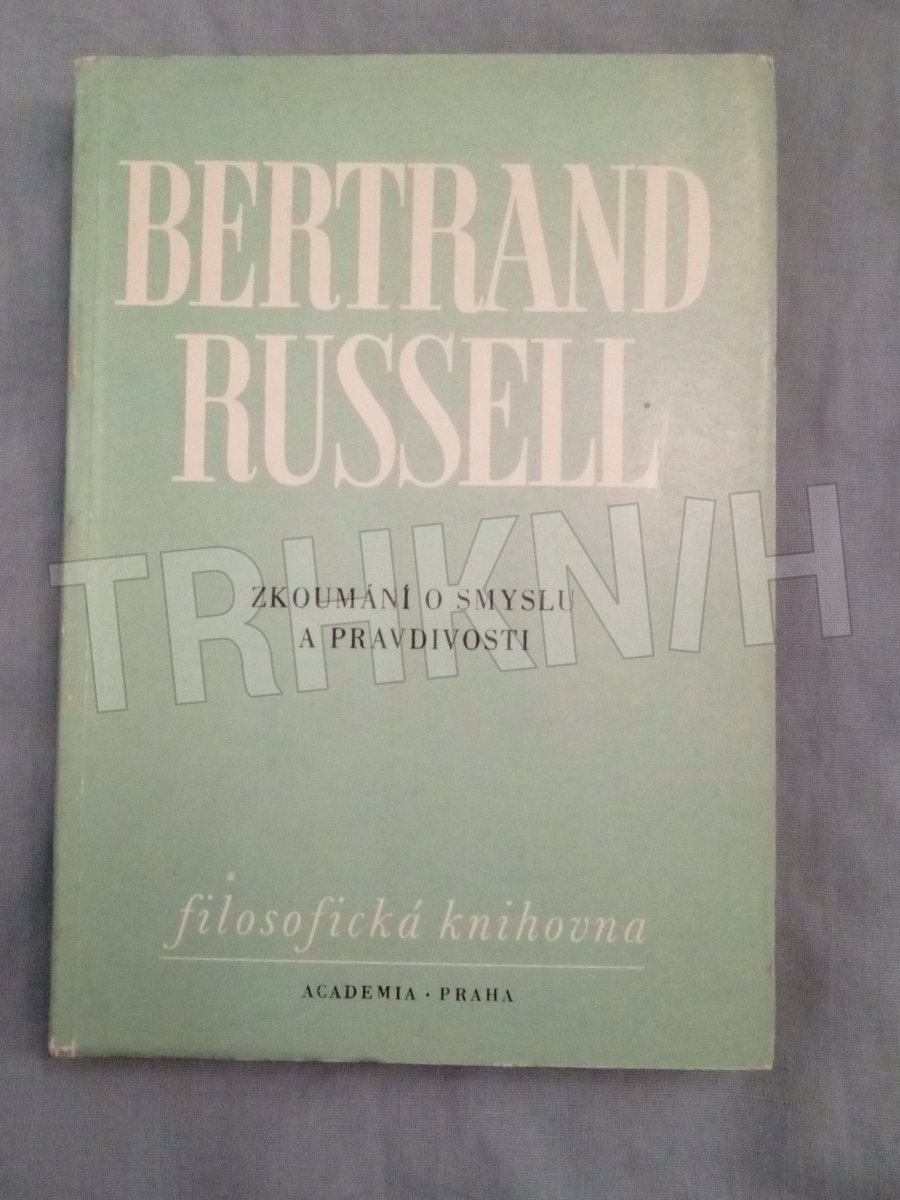 BERTRAND
RUSSELL
TRHKNIH
ZKOUMÁNÍ O SMYSLU
A PRAVDIVOSTI
filosofická knihovna
ACADEMIA · PRAHA